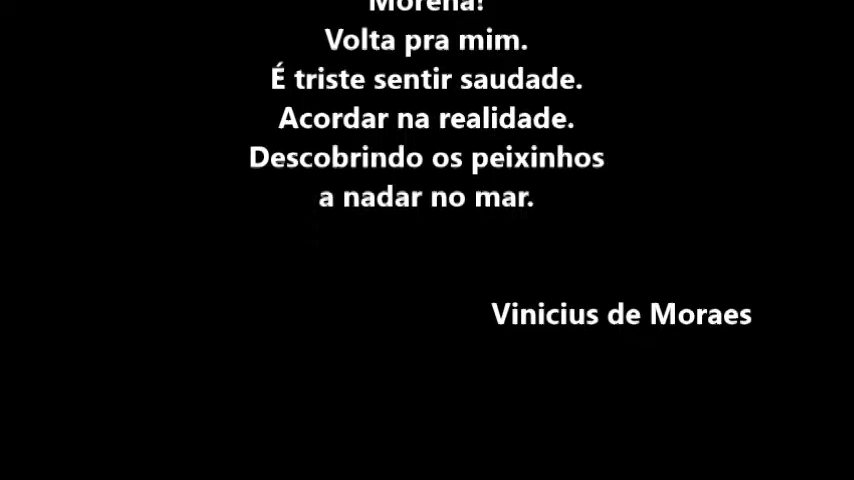 Morena!
Volta pra mim.
É triste sentir saudade.
Acordar na realidade.
Descobrindo os peixinhos
a nadar no mar.
Vinicius de Moraes